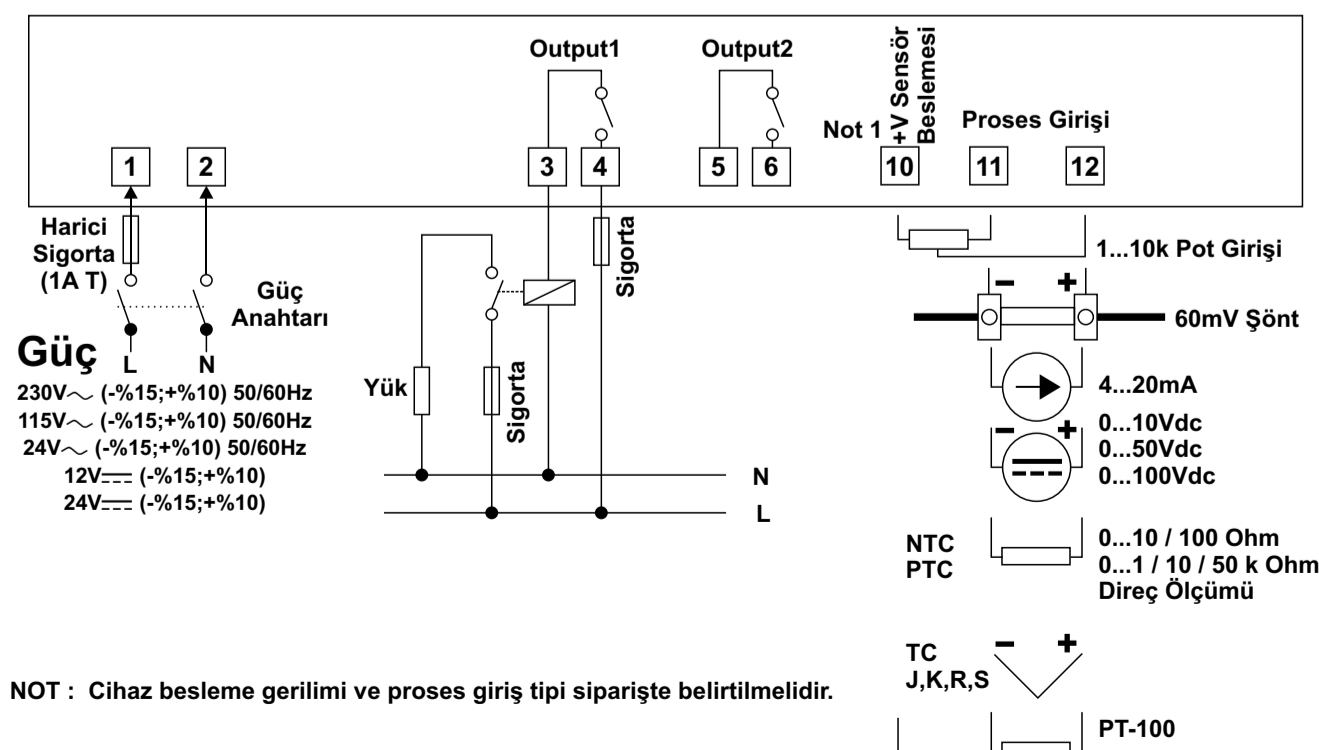 Output1
Output2
Not 1
+V Sensör
Beslemesi
Proses Girişi
1
2
3
4
5
6
10
11
12
Harici
Sigorta
(1A T)
Güç
Anahtarı
Güç
L
N
230V (-%15;+%10) 50/60Hz
115V (-%15;+%10) 50/60Hz
24V (-%15;+%10) 50/60Hz
12V (-%15;+%10)
24V (-%15;+%10)
Yük
Sigorta
Sigorta
N
L
1...10k Pot Girişi
- +
60mV Şönt
4...20mA
- +
0...10Vdc
0...50Vdc
0...100Vdc
NTC
PTC
0...10 / 100 Ohm
0...1 / 10 / 50 k Ohm
Direç Ölçümü
TC
J,K,R,S
- +
PT-100
NOT : Cihaz besleme gerilimi ve proses giriş tipi siparişte belirtilmelidir.